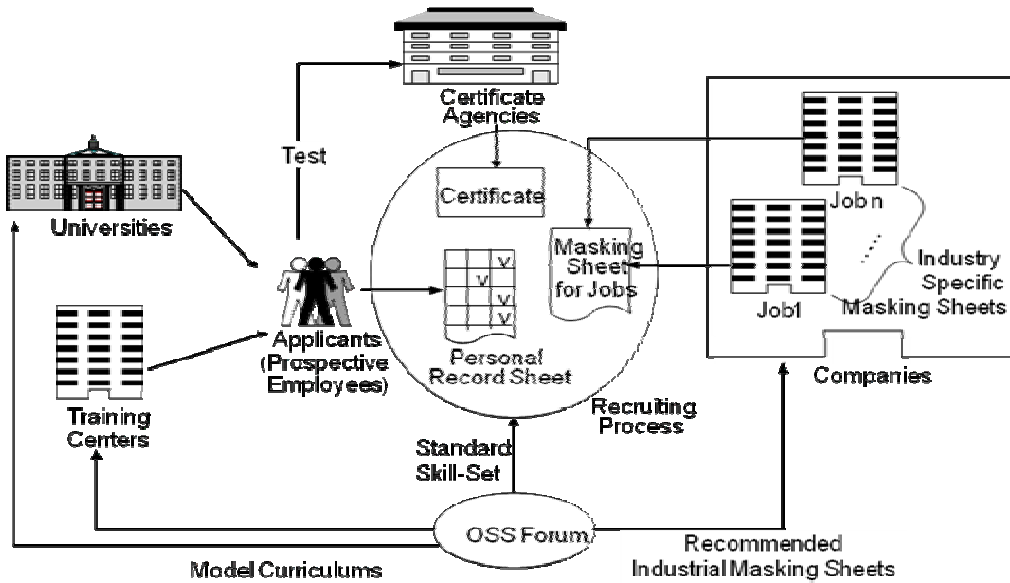 Certificate
Agencies
Test
Universities
Certificate
Job n
Masking
Sheet
for Jobs
Industry
Specific
Masking Sheets
Job1
Applicants
(Prospective
Employees)
V
V
V
V
Personal
Record Sheet
Companies
Training
Centers
Recruiting
Process
Standard
Skill-Set
OSS Forum
Model Curriculums
Recommended
Industrial Masking Sheets